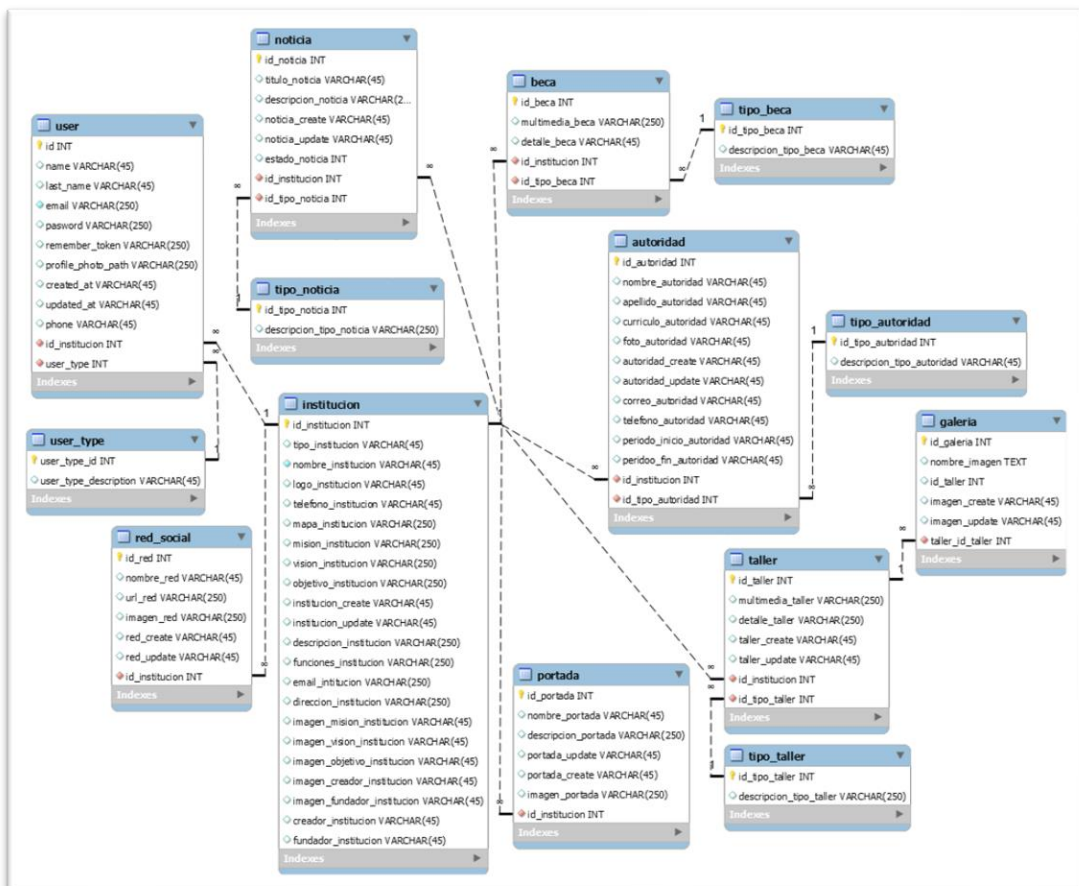 noticia
id_noticia INT
titulo_noticia VARCHAR(45)
descripcion_noticia VARCHAR(2...
noticia_create VARCHAR(45)
noticia_update VARCHAR(45)
estado_noticia INT
id_institucion INT
id_tipo_noticia INT
Indexes
beca
id_beca INT
multimedia_beca VARCHAR(250)
detalle_beca VARCHAR(45)
id_institucion INT
id_tipo_beca INT
Indexes
tipo_beca
id_tipo_beca INT
descripcion_tipo_beca VARCHAR(45)
Indexes
user
id INT
name VARCHAR(45)
last_name VARCHAR(45)
email VARCHAR(250)
pasword VARCHAR(250)
remember_token VARCHAR(250)
profile_photo_path VARCHAR(250)
created_at VARCHAR(45)
updated_at VARCHAR(45)
phone VARCHAR(45)
id_institucion INT
user_type INT
Indexes
tipo_noticia
id_tipo_noticia INT
descripcion_tipo_noticia VARCHAR(250)
Indexes
autoridad
id_autoridad INT
nombre_autoridad VARCHAR(45)
apellido_autoridad VARCHAR(45)
curriculo_autoridad VARCHAR(45)
foto_autoridad VARCHAR(45)
autoridad_create VARCHAR(45)
autoridad_update VARCHAR(45)
correo_autoridad VARCHAR(45)
telefono_autoridad VARCHAR(45)
periodo_inicio_autoridad VARCHAR(45)
peridoo_fin_autoridad VARCHAR(45)
id_institucion INT
id_tipo_autoridad INT
Indexes
tipo_autoridad
id_tipo_autoridad INT
descripcion_tipo_autoridad VARCHAR(45)
Indexes
user_type
user_type_id INT
user_type_description VARCHAR(45)
Indexes
institucion
id_institucion INT
tipo_institucion VARCHAR(45)
nombre_institucion VARCHAR(45)
logo_institucion VARCHAR(45)
telefono_institucion VARCHAR(45)
mapa_institucion VARCHAR(250)
mision_institucion VARCHAR(250)
vision_institucion VARCHAR(250)
objetivo_institucion VARCHAR(250)
institucion_create VARCHAR(45)
institucion_update VARCHAR(45)
descripcion_institucion VARCHAR(250)
funciones_institucion VARCHAR(250)
email_intitucion VARCHAR(250)
direccion_institucion VARCHAR(250)
imagen_mision_institucion VARCHAR(45)
imagen_vision_institucion VARCHAR(45)
imagen_objetivo_institucion VARCHAR(45)
imagen_creador_institucion VARCHAR(45)
imagen_fundador_institucion VARCHAR(45)
creador_institucion VARCHAR(45)
fundador_institucion VARCHAR(45)
Indexes
galeria
id_galeria INT
nombre_imagen TEXT
id_taller INT
imagen_create VARCHAR(45)
imagen_update VARCHAR(45)
taller_id_taller INT
Indexes
red_social
id_red INT
nombre_red VARCHAR(45)
url_red VARCHAR(250)
imagen_red VARCHAR(250)
red_create VARCHAR(45)
red_update VARCHAR(45)
id_institucion INT
Indexes
taller
id_taller INT
multimedia_taller VARCHAR(250)
detalle_taller VARCHAR(250)
taller_create VARCHAR(45)
taller_update VARCHAR(45)
id_institucion INT
id_tipo_taller INT
Indexes
portada
id_portada INT
nombre_portada VARCHAR(45)
descripcion_portada VARCHAR(250)
portada_update VARCHAR(45)
portada_create VARCHAR(45)
imagen_portada VARCHAR(250)
id_institucion INT
Indexes
tipo_taller
id_tipo_taller INT
descripcion_tipo_taller VARCHAR(250)
Indexes